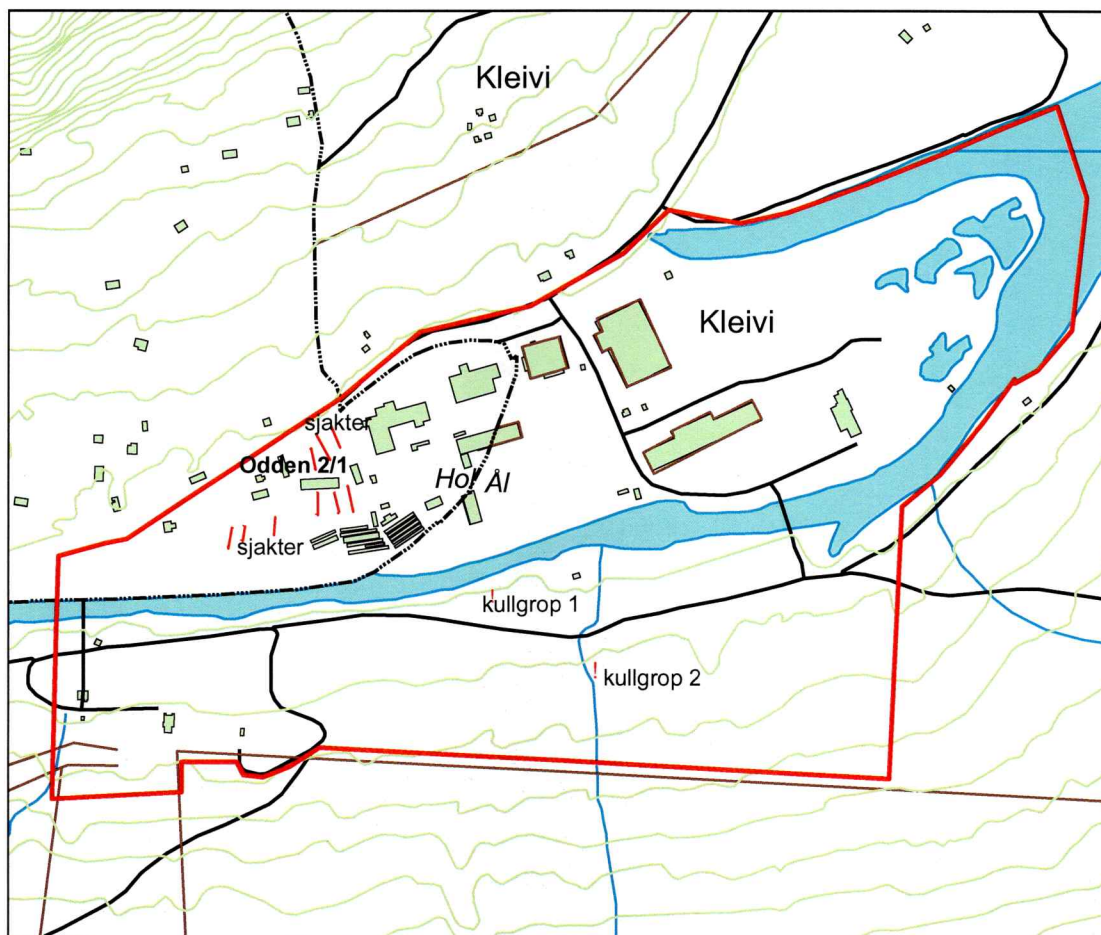 Kleivi
Kleivi
sjakter
Odden 2/1
Hol Ål
sjakter
kullgrop 1
kullgrop 2